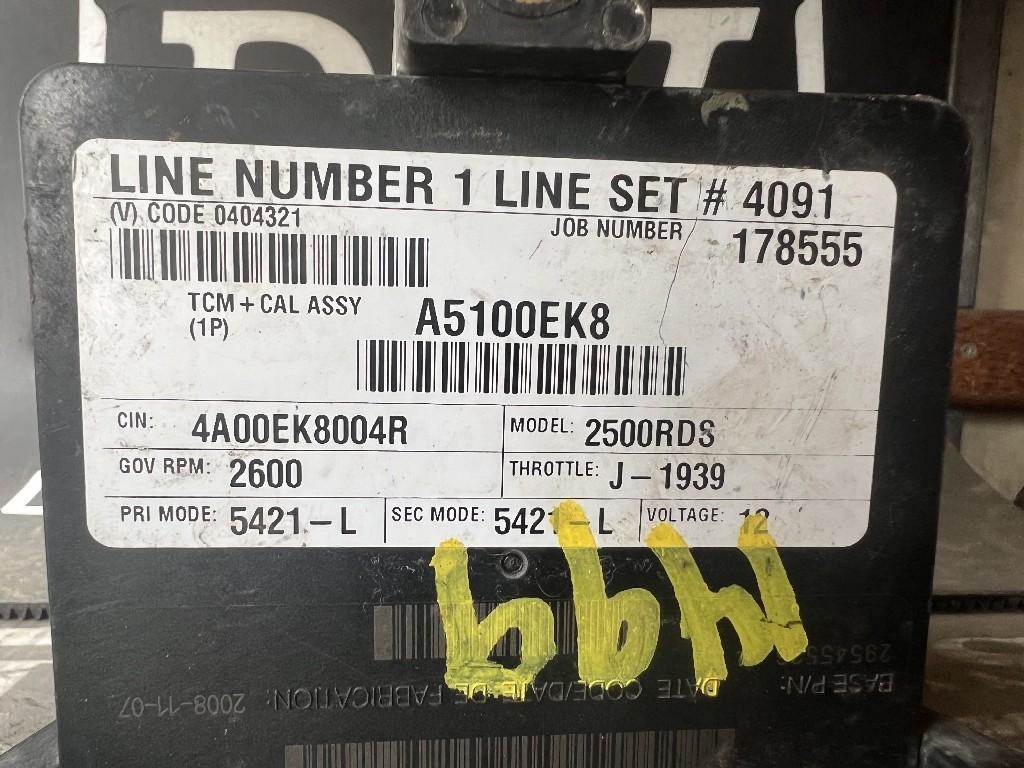 LINE NUMBER 1 LINE SET # 4091
(V) CODE 0404321
JOB NUMBER 178555
TCM + CAL ASSY
(1P)
A5100EK8
CIN: 4A00EK8004R
MODEL: 2500RDS
GOV RPM: 2600
THROTTLE: J-1939
PRI MODE: 5421-L
SEC MODE: 5421-L
VOLTAGE: 12
BASE P/N:
DATE CODE/DATE DE FABRICATION: 2008-11-07